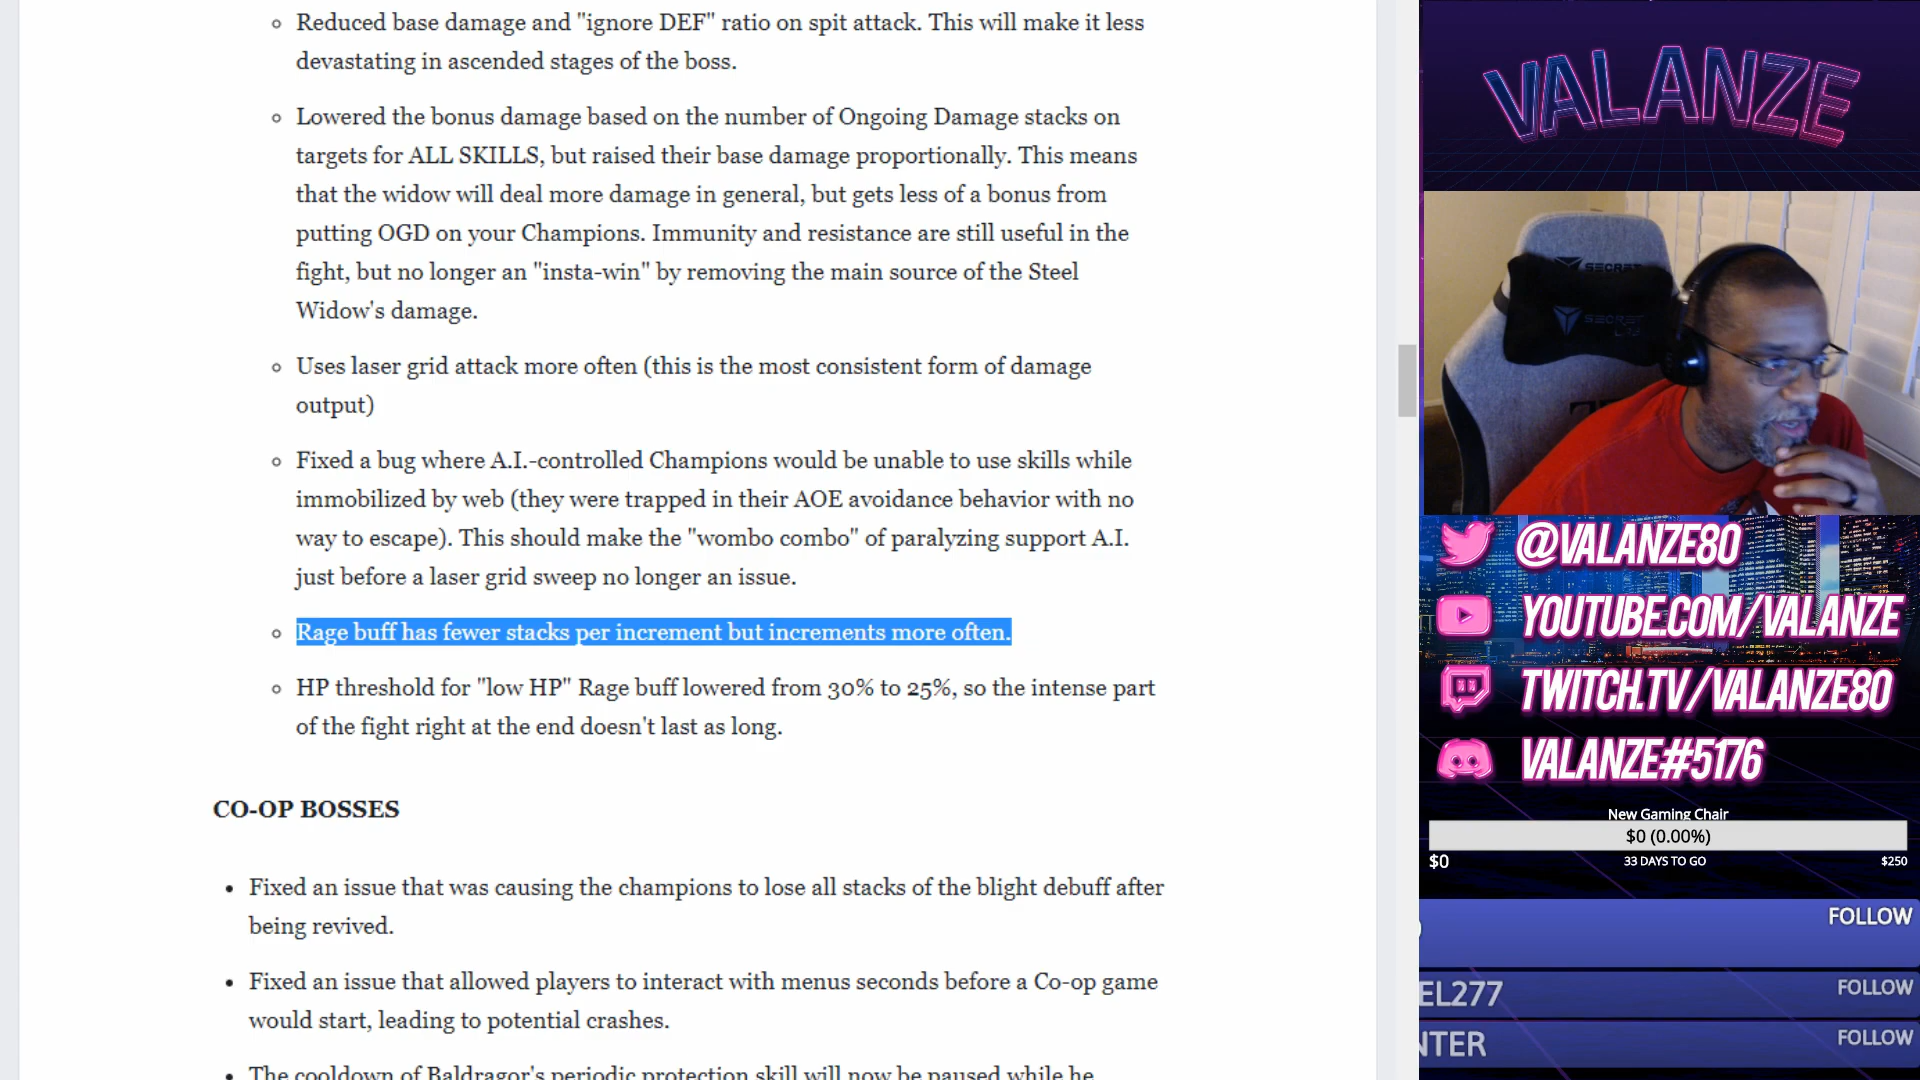 Reduced base damage and "ignore DEF" ratio on spit attack. This will make it less
devastating in ascended stages of the boss.
Lowered the bonus damage based on the number of Ongoing Damage stacks on
targets for ALL SKILLS, but raised their base damage proportionally. This means
that the widow will deal more damage in general, but gets less of a bonus from
putting OGD on your Champions. Immunity and resistance are still useful in the
fight, but no longer an "insta-win" by removing the main source of the Steel
Widow's damage.
Uses laser grid attack more often (this is the most consistent form of damage
output)
Fixed a bug where A.I.-controlled Champions would be unable to use skills while
immobilized by web (they were trapped in their AOE avoidance behavior with no
way to escape). This should make the "wombo combo" of paralyzing support A.I.
just before a laser grid sweep no longer an issue.
Rage buff has fewer stacks per increment but increments more often.
HP threshold for "low HP" Rage buff lowered from 30% to 25%, so the intense part
of the fight right at the end doesn't last as long.
CO-OP BOSSES
Fixed an issue that was causing the champions to lose all stacks of the blight debuff after
being revived.
Fixed an issue that allowed players to interact with menus seconds before a Co-op game
would start, leading to potential crashes.
The cooldown of Baldragor's periodic protection skill will now be paused while he
VALANZE
SECRET
SECRET
@VALANZE80
YOUTUBE.COM/VALANZE
TWITCH.TV/VALANZE80
VALANZE#5176
New Gaming Chair
$0 (0.00%)
$0 33 DAYS TO GO $250
FOLLOW
EL277 FOLLOW
NTER FOLLOW